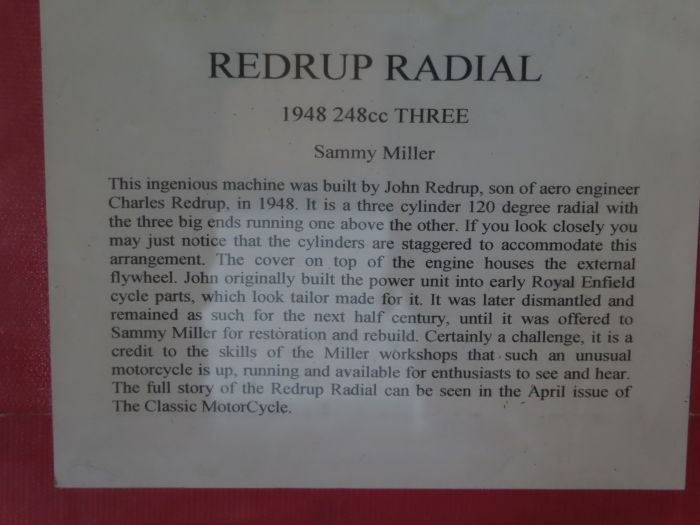 REDRUP RADIAL
1948 248cc THREE
Sammy Miller
This ingenious machine was built by John Redrup, son of aero engineer
Charles Redrup, in 1948. It is a three cylinder 120 degree radial with
the three big ends running one above the other. If you look closely you
may just notice that the cylinders are staggered to accommodate this
arrangement. The cover on top of the engine houses the external
flywheel. John originally built the power unit into early Royal Enfield
cycle parts, which look tailor made for it. It was later dismantled and
remained as such for the next half century, until it was offered to
Sammy Miller for restoration and rebuild. Certainly a challenge, it is a
credit to the skills of the Miller workshops that such an unusual
motorcycle is up, running and available for enthusiasts to see and hear.
The full story of the Redrup Radial can be seen in the April issue of
The Classic MotorCycle.